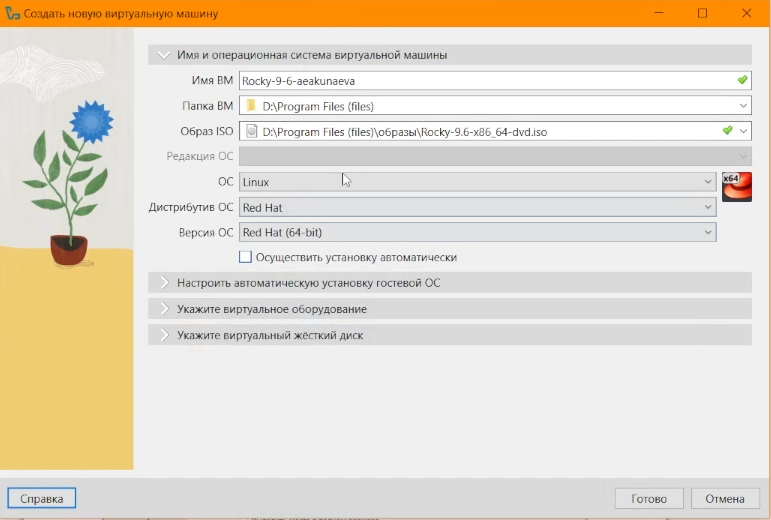 Создать новую виртуальную машину
Имя и операционная система виртуальной машины
Имя ВМ Rocky-9-6-aeakunaeva
Папка ВМ D:\Program Files (files)
Образ ISO D:\Program Files (files)\образы\Rocky-9.6-x86_64-dvd.iso
Редакция ОС
ОС Linux x64
Дистрибутив ОС Red Hat
Версия ОС Red Hat (64-bit)
Осуществить установку автоматически
Настроить автоматическую установку гостевой ОС
Укажите виртуальное оборудование
Укажите виртуальный жёсткий диск
Справка Готово Отмена